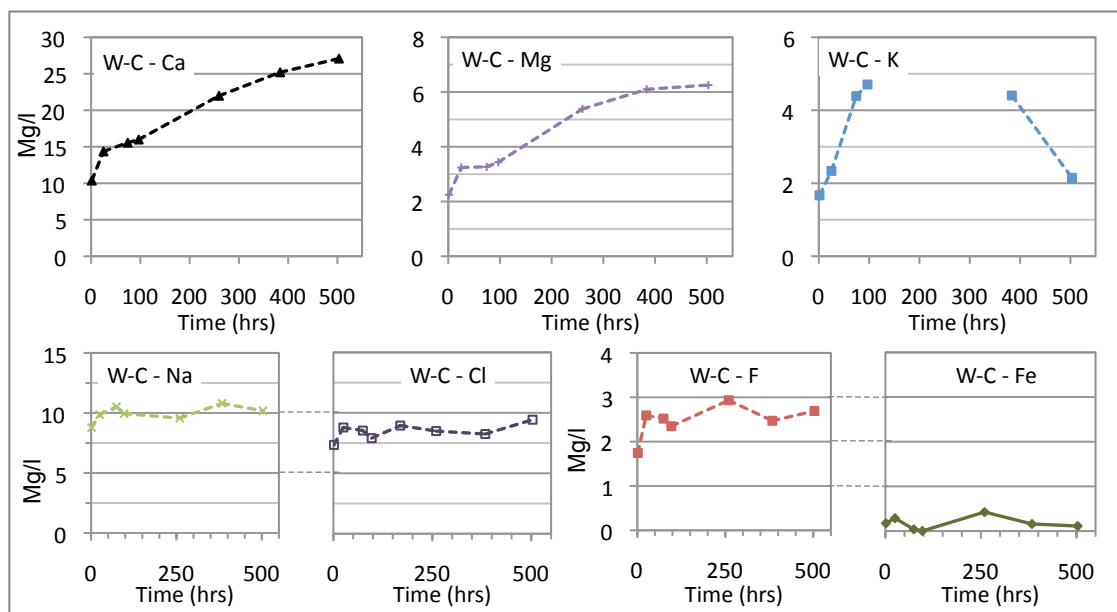 W-C - Ca
30
25
20
15
10
5
0
Mg/l
0 100 200 300 400 500
Time (hrs)
W-C - Mg
8
6
4
2
0
0 100 200 300 400 500
Time (hrs)
W-C - K
6
4
2
0
0 100 200 300 400 500
Time (hrs)
W-C - Na
15
10
5
0
Mg/l
0 250 500
Time (hrs)
W-C - Cl
0 250 500
Time (hrs)
W-C - F
4
3
2
1
0
Mg/l
0 250 500
Time (hrs)
W-C - Fe
0 250 500
Time (hrs)